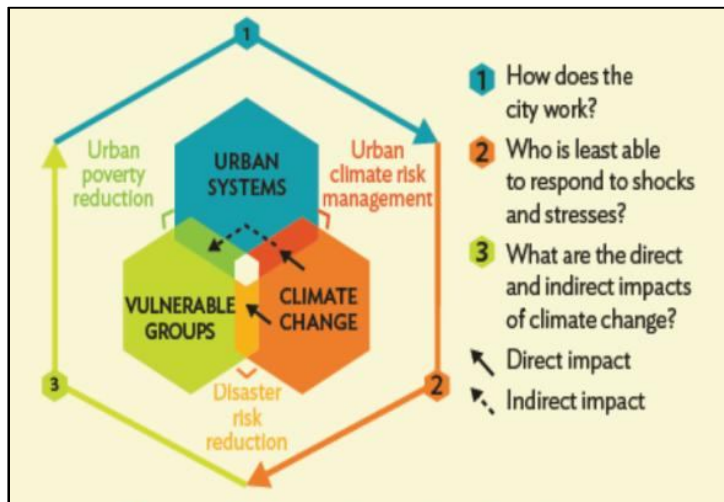 1
Urban
poverty
reduction
URBAN
SYSTEMS
Urban
climate risk
management
VULNERABLE
GROUPS
CLIMATE
CHANGE
3
Disaster
risk
reduction
2
1 How does the
city work?
2 Who is least able
to respond to shocks
and stresses?
3 What are the direct
and indirect impacts
of climate change?
Direct impact
Indirect impact